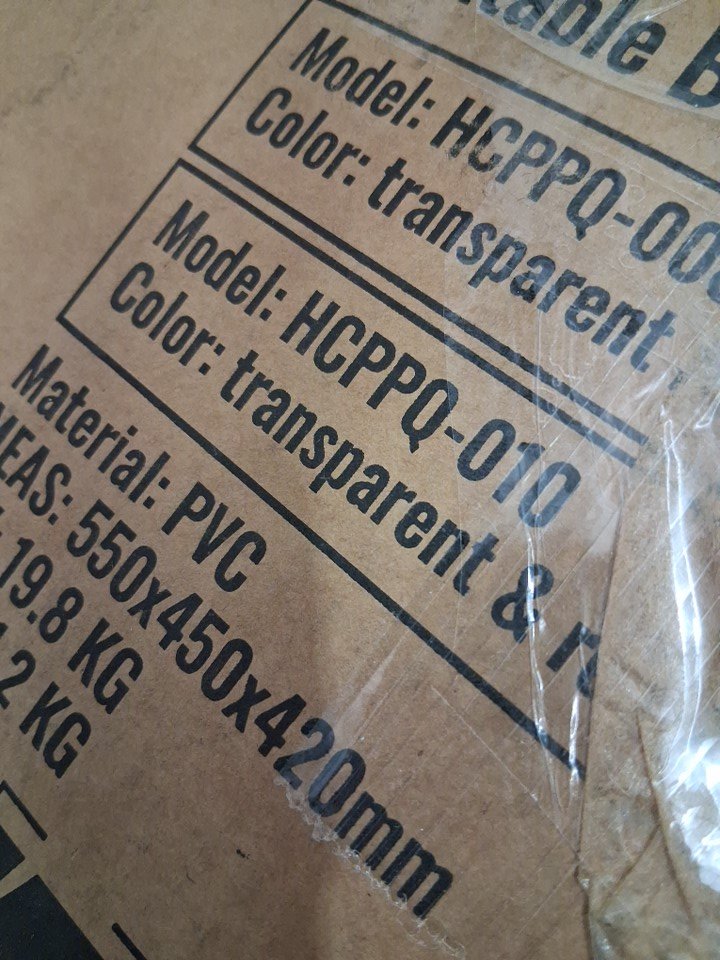 Model: HCPPQ-00
Color: transparent
Model: HCPPQ-010
Color: transparent &
Material: PVC
MEAS: 550x450x420mm
19.8 KG
2 KG